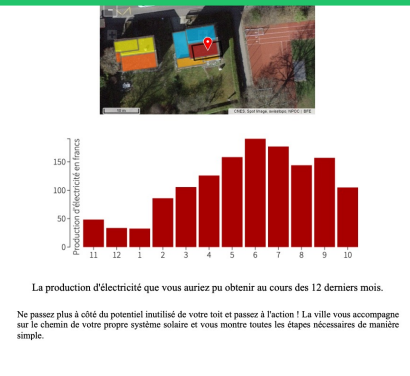 CNES, Spot Image, swisstopo, NPOC | BFE
Production d'électricité en francs
150
100
50
0
11 12 1 2 3 4 5 6 7 8 9 10
La production d'électricité que vous auriez pu obtenir au cours des 12 derniers mois.
Ne passez plus à côté du potentiel inutilisé de votre toit et passez à l'action ! La ville vous accompagne
sur le chemin de votre propre système solaire et vous montre toutes les étapes nécessaires de manière
simple.